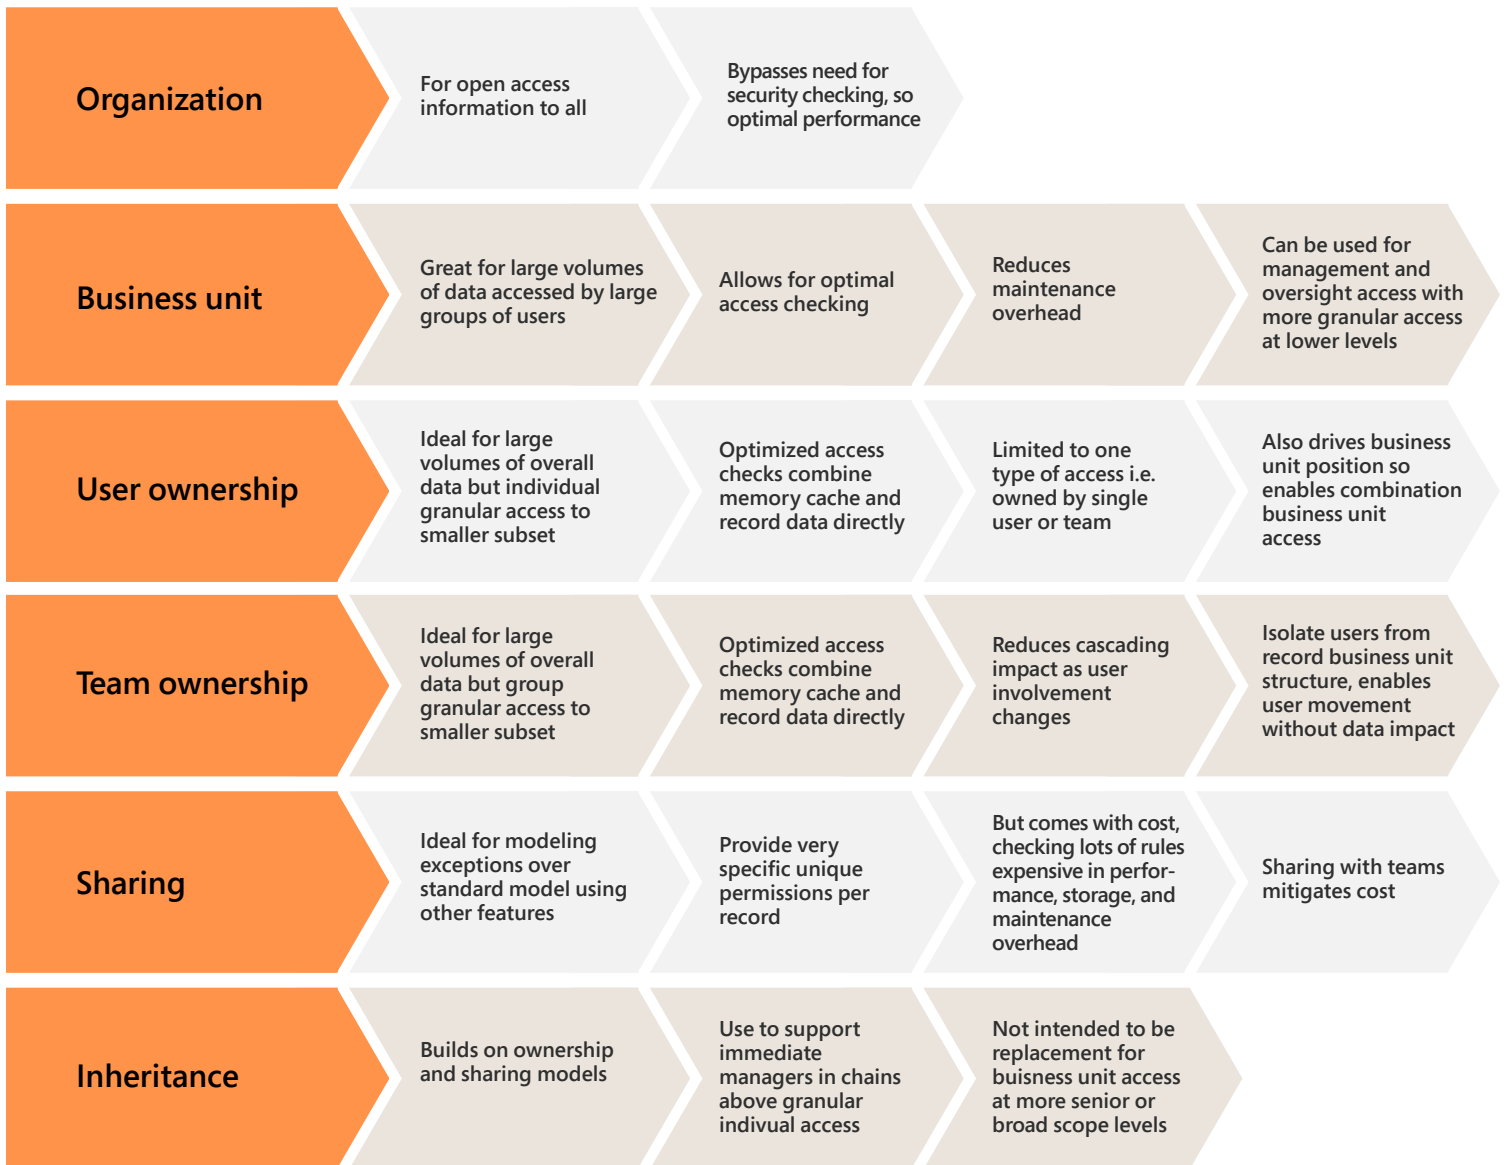 Organization
For open access
information to all
Bypasses need for
security checking, so
optimal performance
Business unit
Great for large volumes
of data accessed by large
groups of users
Allows for optimal
access checking
Reduces
maintenance
overhead
Can be used for
management and
oversight access with
more granular access
at lower levels
User ownership
Ideal for large
volumes of overall
data but individual
granular access to
smaller subset
Optimized access
checks combine
memory cache and
record data directly
Limited to one
type of access i.e.
owned by single
user or team
Also drives business
unit position so
enables combination
business unit
access
Team ownership
Ideal for large
volumes of overall
data but group
granular access to
smaller subset
Optimized access
checks combine
memory cache and
record data directly
Reduces cascading
impact as user
involvement
changes
Isolate users from
record business unit
structure, enables
user movement
without data impact
Sharing
Ideal for modeling
exceptions over
standard model using
other features
Provide very
specific unique
permissions per
record
But comes with cost,
checking lots of rules
expensive in perfor-
mance, storage, and
maintenance
overhead
Sharing with teams
mitigates cost
Inheritance
Builds on ownership
and sharing models
Use to support
immediate
managers in chains
above granular
indivual access
Not intended to be
replacement for
buisness unit access
at more senior or
broad scope levels